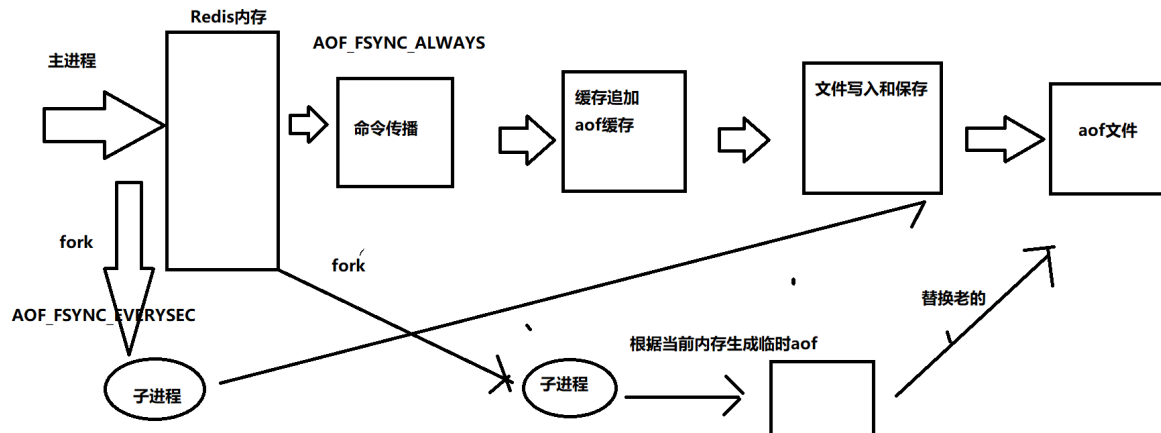 Redis内存
主进程
AOF_FSYNC_ALWAYS
命令传播
缓存追加
aof缓存
文件写入和保存
aof文件
fork
fork
AOF_FSYNC_EVERYSEC
替换老的
根据当前内存生成临时aof
子进程
子进程